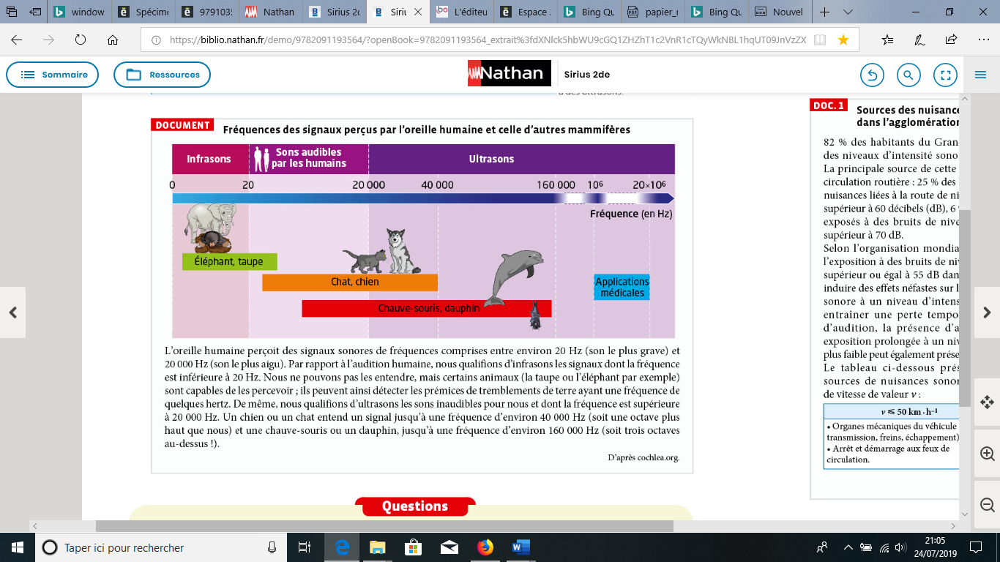 window
Spécime
979103
Nathan
Sirius 2d
Siriu
L'édite
Espace
Bing Qu
papier_r
Bing Qu
Nouvel
https://biblio.nathan.fr/demo/9782091193564/?openBook=9782091193564_extrait%3fdXNlck5hbWU9cGQ1ZHZhT1c2VnR1cTQyWkNBL1hqUT09JnVzZX
Sommaire
Ressources
Nathan
Sirius 2de
à des ultrasons.
DOCUMENT
Fréquences des signaux perçus par l'oreille humaine et celle d'autres mammifères
Infrasons
Sons audibles
par les humains
Ultrasons
0 20 20 000 40 000 160 000 10⁶ 20×10⁶
Fréquence (en Hz)
Éléphant, taupe
Chat, chien
Applications
médicales
Chauve-souris, dauphin
L'oreille humaine perçoit des signaux sonores de fréquences comprises entre environ 20 Hz (son le plus grave) et
20 000 Hz (son le plus aigu). Par rapport à l'audition humaine, nous qualifions d'infrasons les signaux dont la fréquence
est inférieure à 20 Hz. Nous ne pouvons pas les entendre, mais certains animaux (la taupe ou l'éléphant par exemple)
sont capables de les percevoir ; ils peuvent ainsi détecter les prémices de tremblements de terre ayant une fréquence de
quelques hertz. De même, nous qualifions d'ultrasons les sons inaudibles pour nous et dont la fréquence est supérieure
à 20 000 Hz. Un chien ou un chat entend un signal jusqu'à une fréquence d'environ 40 000 Hz (soit une octave plus
haut que nous) et une chauve-souris ou un dauphin, jusqu'à une fréquence d'environ 160 000 Hz (soit trois octaves
au-dessus !).
D'après cochlea.org.
Questions
DOC. 1
Sources des nuisance
dans l'agglomération
82 % des habitants du Gran
des niveaux d'intensité sono
La principale source de cette
circulation routière : 25 % des
nuisances liées à la route de ni
supérieur à 60 décibels (dB), 6
exposés à des bruits de nive
supérieur à 70 dB.
Selon l'organisation mondia
l'exposition à des bruits de niv
supérieur ou égal à 55 dB dan
induire des effets néfastes sur l
sonore à un niveau d'intens
entraîner une perte tempo
d'audition, la présence d'a
exposition prolongée à un niv
plus faible peut également prése
Le tableau ci-dessous prés
sources de nuisances sonor
de vitesse de valeur v :
v ⩽ 50 km·h⁻¹
• Organes mécaniques du véhicule
transmission, freins, échappement)
• Arrêt et démarrage aux feux de
circulation.
Taper ici pour rechercher
21:05
24/07/2019